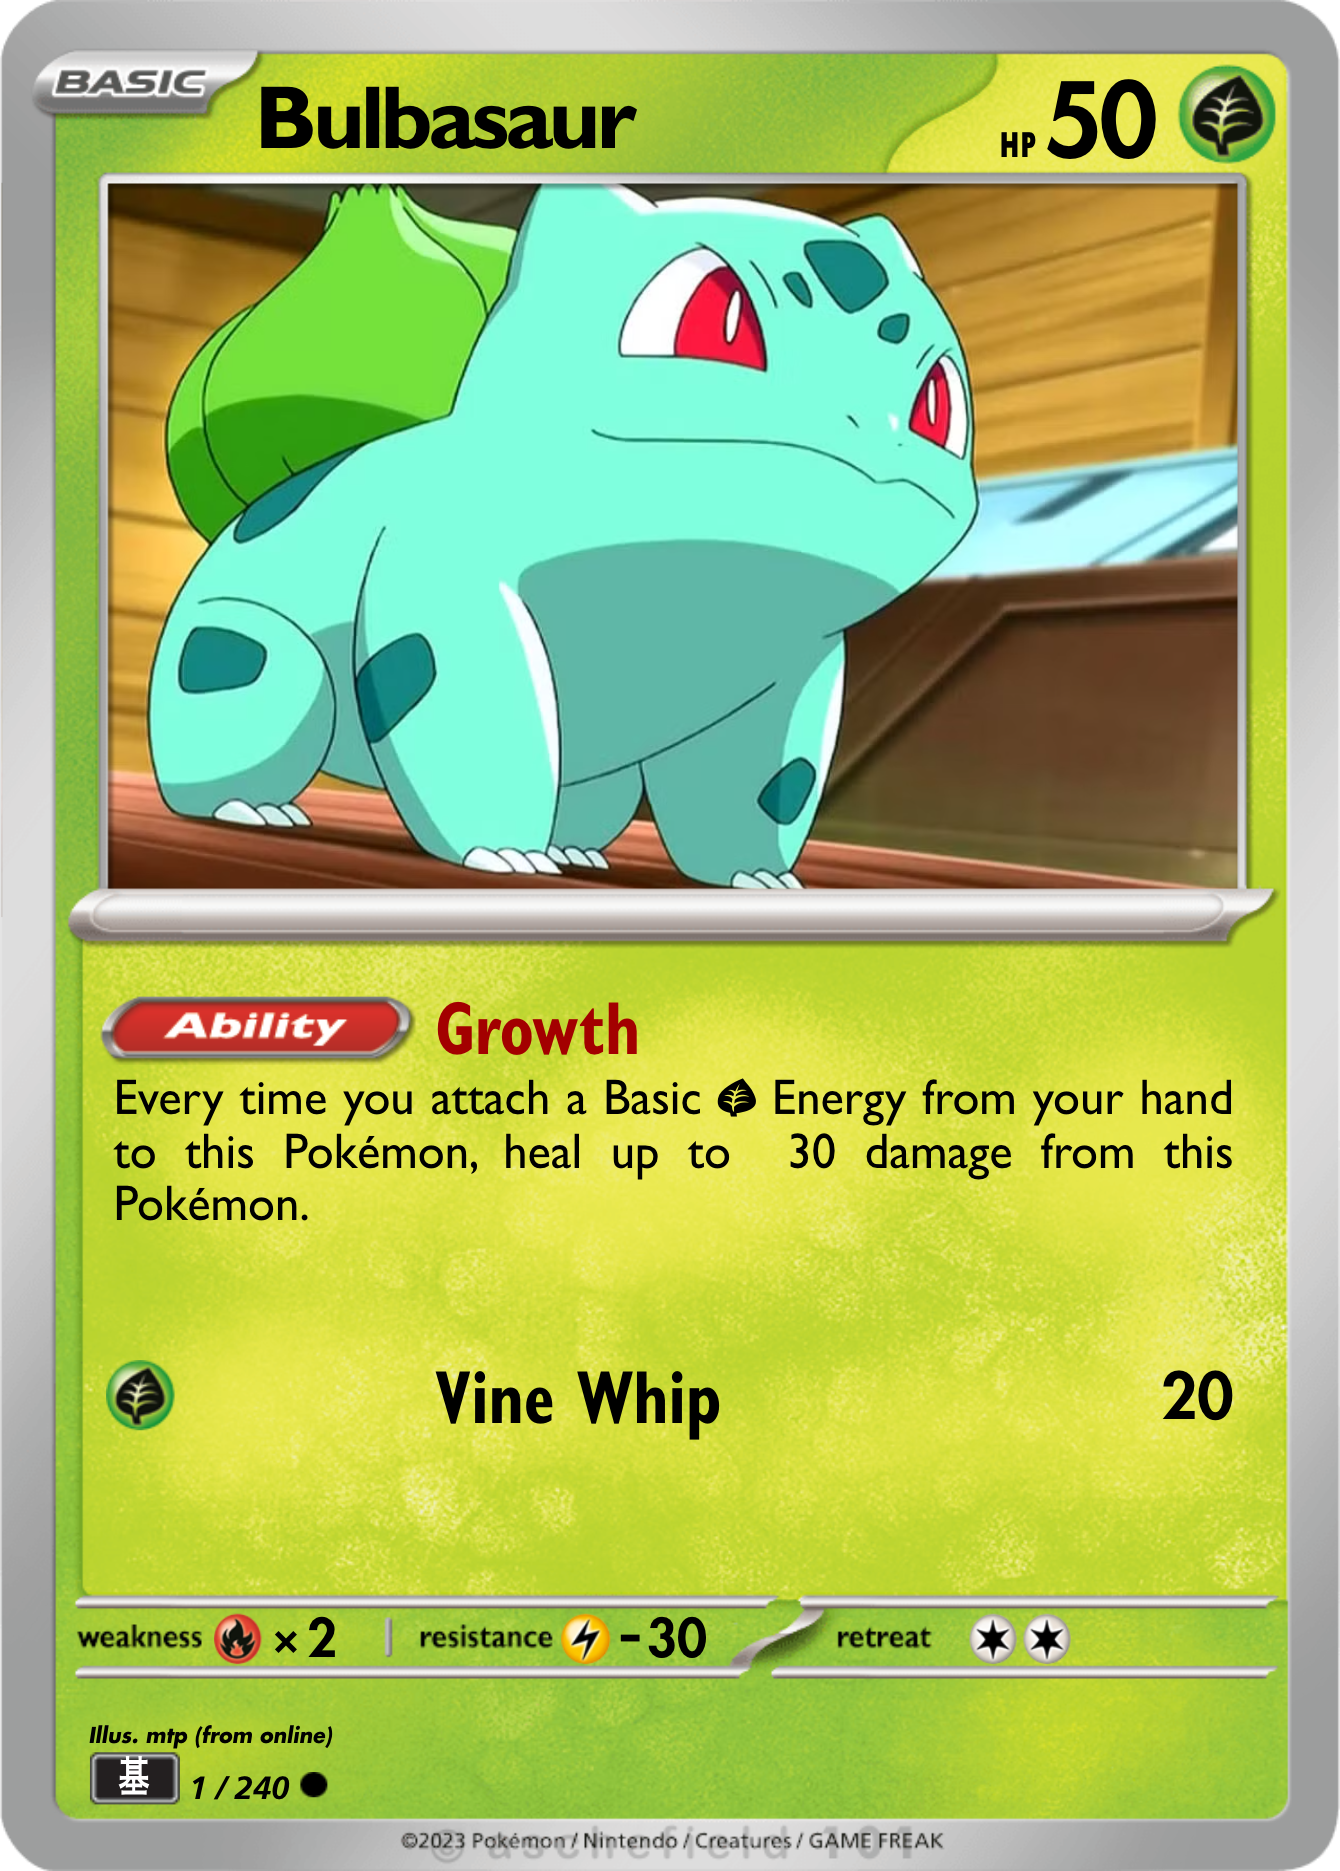 BASIC
Bulbasaur
HP 50
Ability Growth
Every time you attach a Basic Energy from your hand
to this Pokémon, heal up to 30 damage from this
Pokémon.
Vine Whip 20
weakness × 2 resistance -30 retreat
Illus. mtp (from online)
基 1 / 240
©2023 Pokémon / Nintendo / Creatures / GAME FREAK